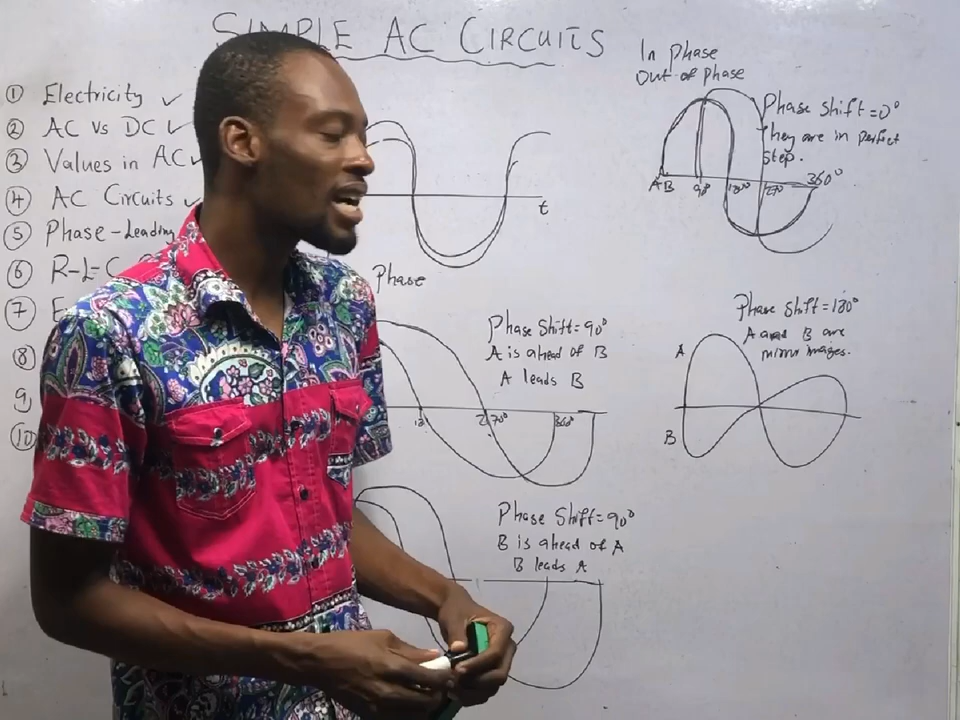 SIMPLE AC CIRCUITS
① Electricity ✓
② AC Vs DC ✓
③ Values in AC ✓
④ AC Circuits ✓
⑤ Phase-Leading
⑥ R-L-C
⑦
⑧
9
⑩
t
Phase
In phase
Out of phase
Phase Shift = 0°
They are in perfect
step.
A B 90° 180° 270° 360°
Phase Shift = 90°
A is ahead of B
A leads B
270° 360°
Phase Shift = 180°
A and B are
mirror images.
A
B
Phase Shift = 90°
B is ahead of A
B leads A